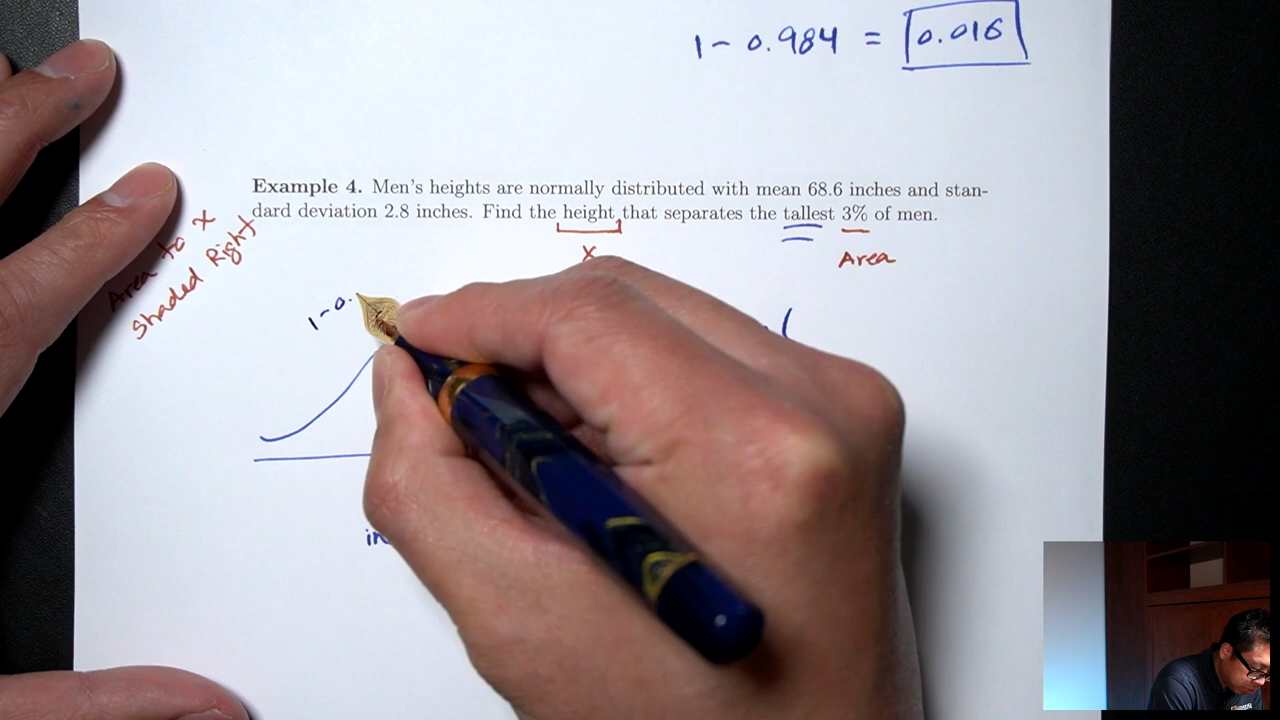 1 - 0.984 = 0.016
Example 4. Men's heights are normally distributed with mean 68.6 inches and stan-
dard deviation 2.8 inches. Find the height that separates the tallest 3% of men.
x
Area
Area to x
Shaded Right
1-0.